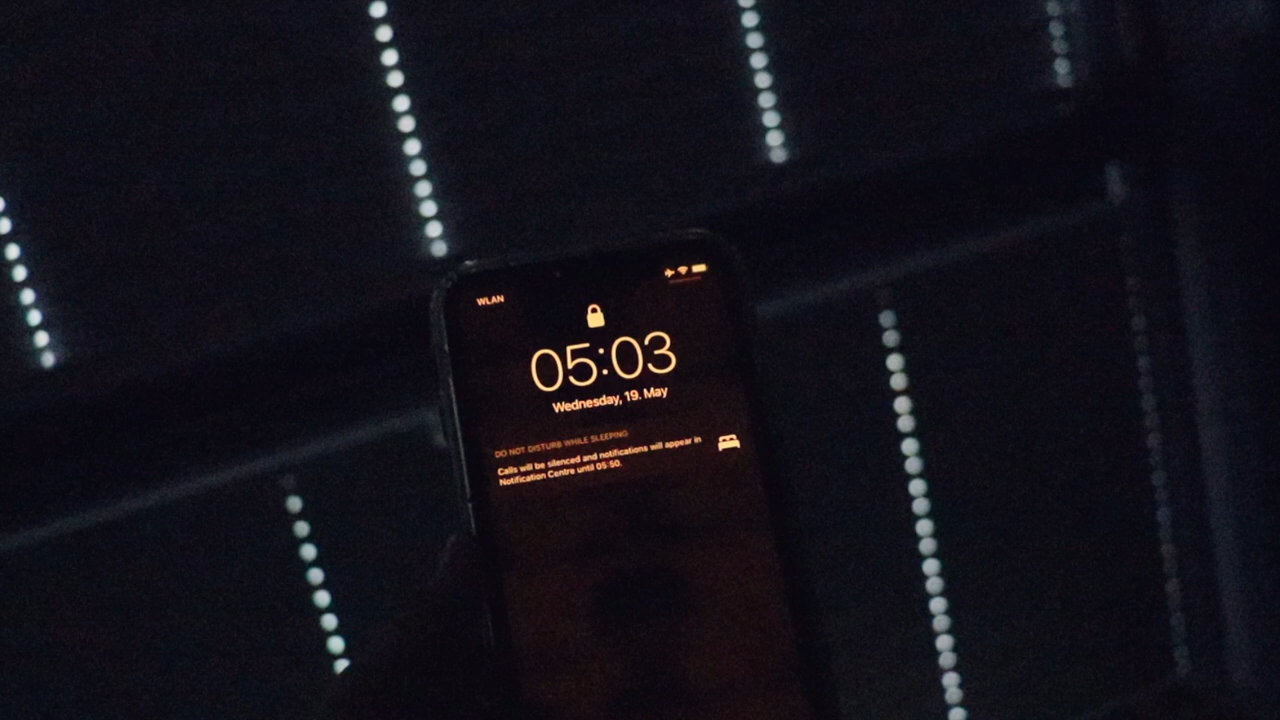 WLAN
05:03
Wednesday, 19. May
DO NOT DISTURB WHILE SLEEPING
Calls will be silenced and notifications will appear in
Notification Centre until 05:50.